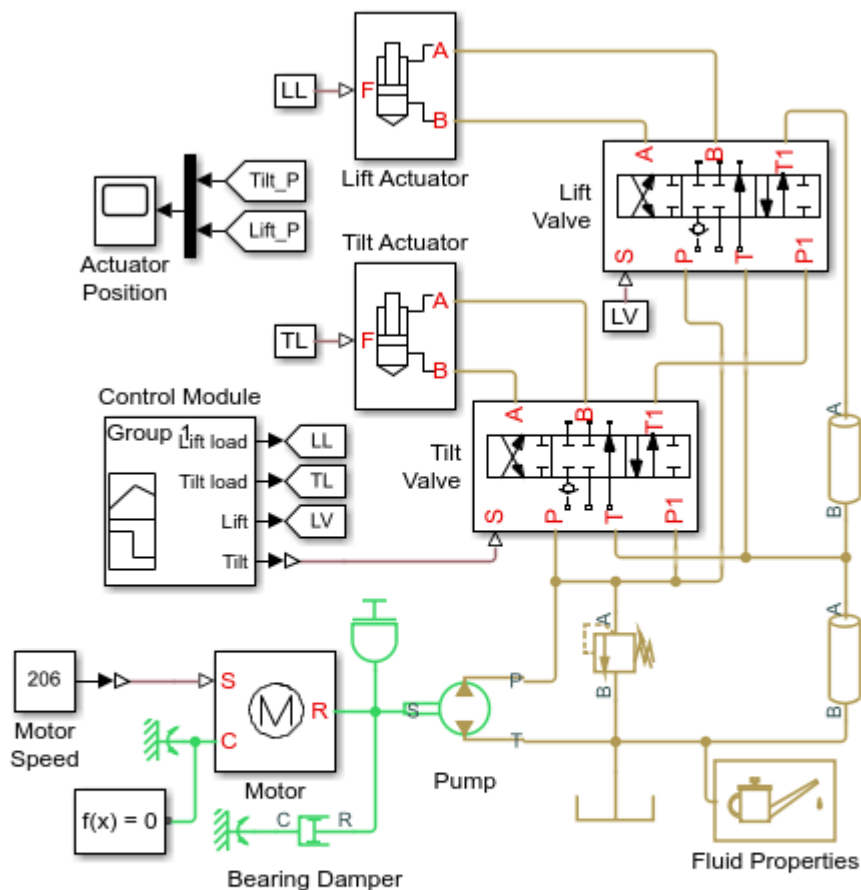 A
LL
F
B
Lift Actuator
A
B
T1
Lift
Valve
S
P
T
P1
LV
Tilt_P
Lift_P
Actuator
Position
Tilt Actuator
A
TL
F
B
A
B
T1
Tilt
Valve
S
P
T
P1
A
B
A
B
Control Module
Group 1
Lift load
LL
Tilt load
TL
Lift
LV
Tilt
A
B
206
S
M
R
C
Motor
Speed
Motor
S
P
T
Pump
f(x) = 0
C
R
Bearing Damper
Fluid Properties